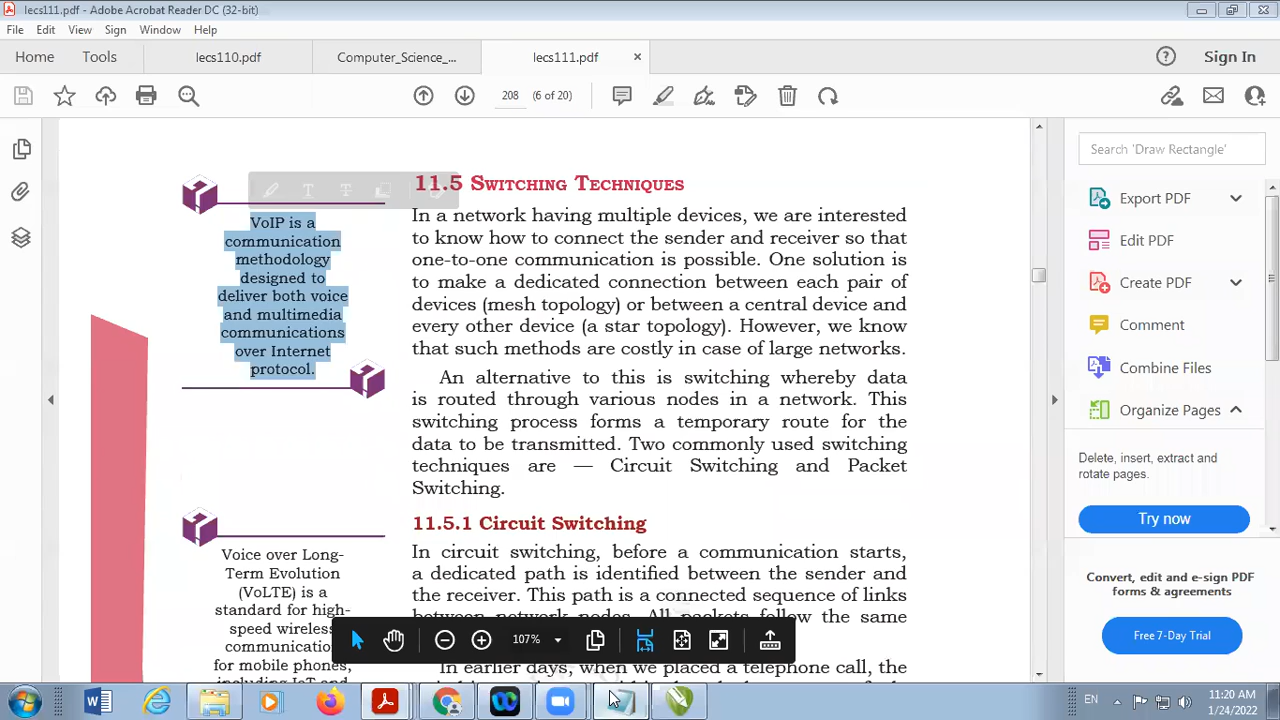 lecs111.pdf - Adobe Acrobat Reader DC (32-bit)
File Edit View Sign Window Help
Home Tools lecs110.pdf Computer_Science_... lecs111.pdf × Sign In
208 (6 of 20)
VoIP is a
communication
methodology
designed to
deliver both voice
and multimedia
communications
over Internet
protocol.
Voice over Long-
Term Evolution
(VoLTE) is a
standard for high-
speed wireless
communication
for mobile phones,
including IoT and
11.5 Switching Techniques
In a network having multiple devices, we are interested
to know how to connect the sender and receiver so that
one-to-one communication is possible. One solution is
to make a dedicated connection between each pair of
devices (mesh topology) or between a central device and
every other device (a star topology). However, we know
that such methods are costly in case of large networks.
An alternative to this is switching whereby data
is routed through various nodes in a network. This
switching process forms a temporary route for the
data to be transmitted. Two commonly used switching
techniques are — Circuit Switching and Packet
Switching.
11.5.1 Circuit Switching
In circuit switching, before a communication starts,
a dedicated path is identified between the sender and
the receiver. This path is a connected sequence of links
between network nodes. All packets follow the same
In earlier days, when we placed a telephone call, the
107%
Search 'Draw Rectangle'
Export PDF
Edit PDF
Create PDF
Comment
Combine Files
Organize Pages
Delete, insert, extract and
rotate pages.
Try now
Convert, edit and e-sign PDF
forms & agreements
Free 7-Day Trial
EN
11:20 AM
1/24/2022